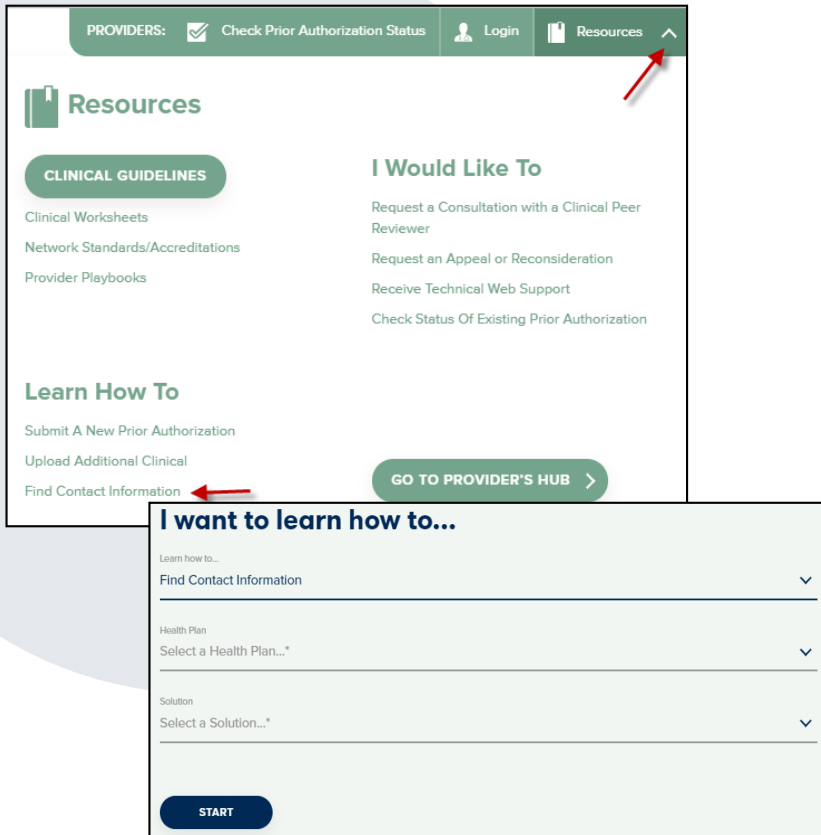 PROVIDERS: Check Prior Authorization Status Login Resources
Resources
CLINICAL GUIDELINES
Clinical Worksheets
Network Standards/Accreditations
Provider Playbooks
I Would Like To
Request a Consultation with a Clinical Peer
Reviewer
Request an Appeal or Reconsideration
Receive Technical Web Support
Check Status Of Existing Prior Authorization
Learn How To
Submit A New Prior Authorization
Upload Additional Clinical
Find Contact Information
GO TO PROVIDER'S HUB
I want to learn how to...
Learn how to...
Find Contact Information
Health Plan
Select a Health Plan...*
Solution
Select a Solution...*
START